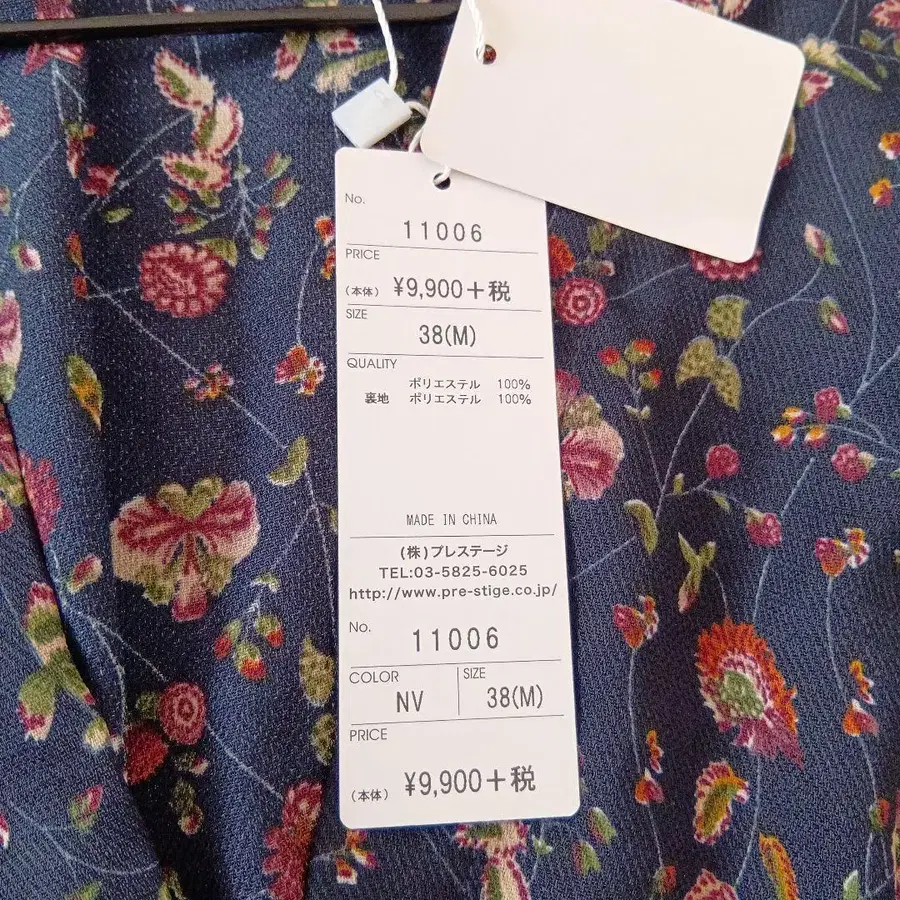 No.
11006
PRICE
(本体) ¥9,900+税
SIZE
38(M)
QUALITY
ポリエステル 100%
裏地 ポリエステル 100%
MADE IN CHINA
(株)プレステージ
TEL:03-5825-6025
http://www.pre-stige.co.jp/
No.
11006
COLOR SIZE
NV 38(M)
PRICE
(本体) ¥9,900+税